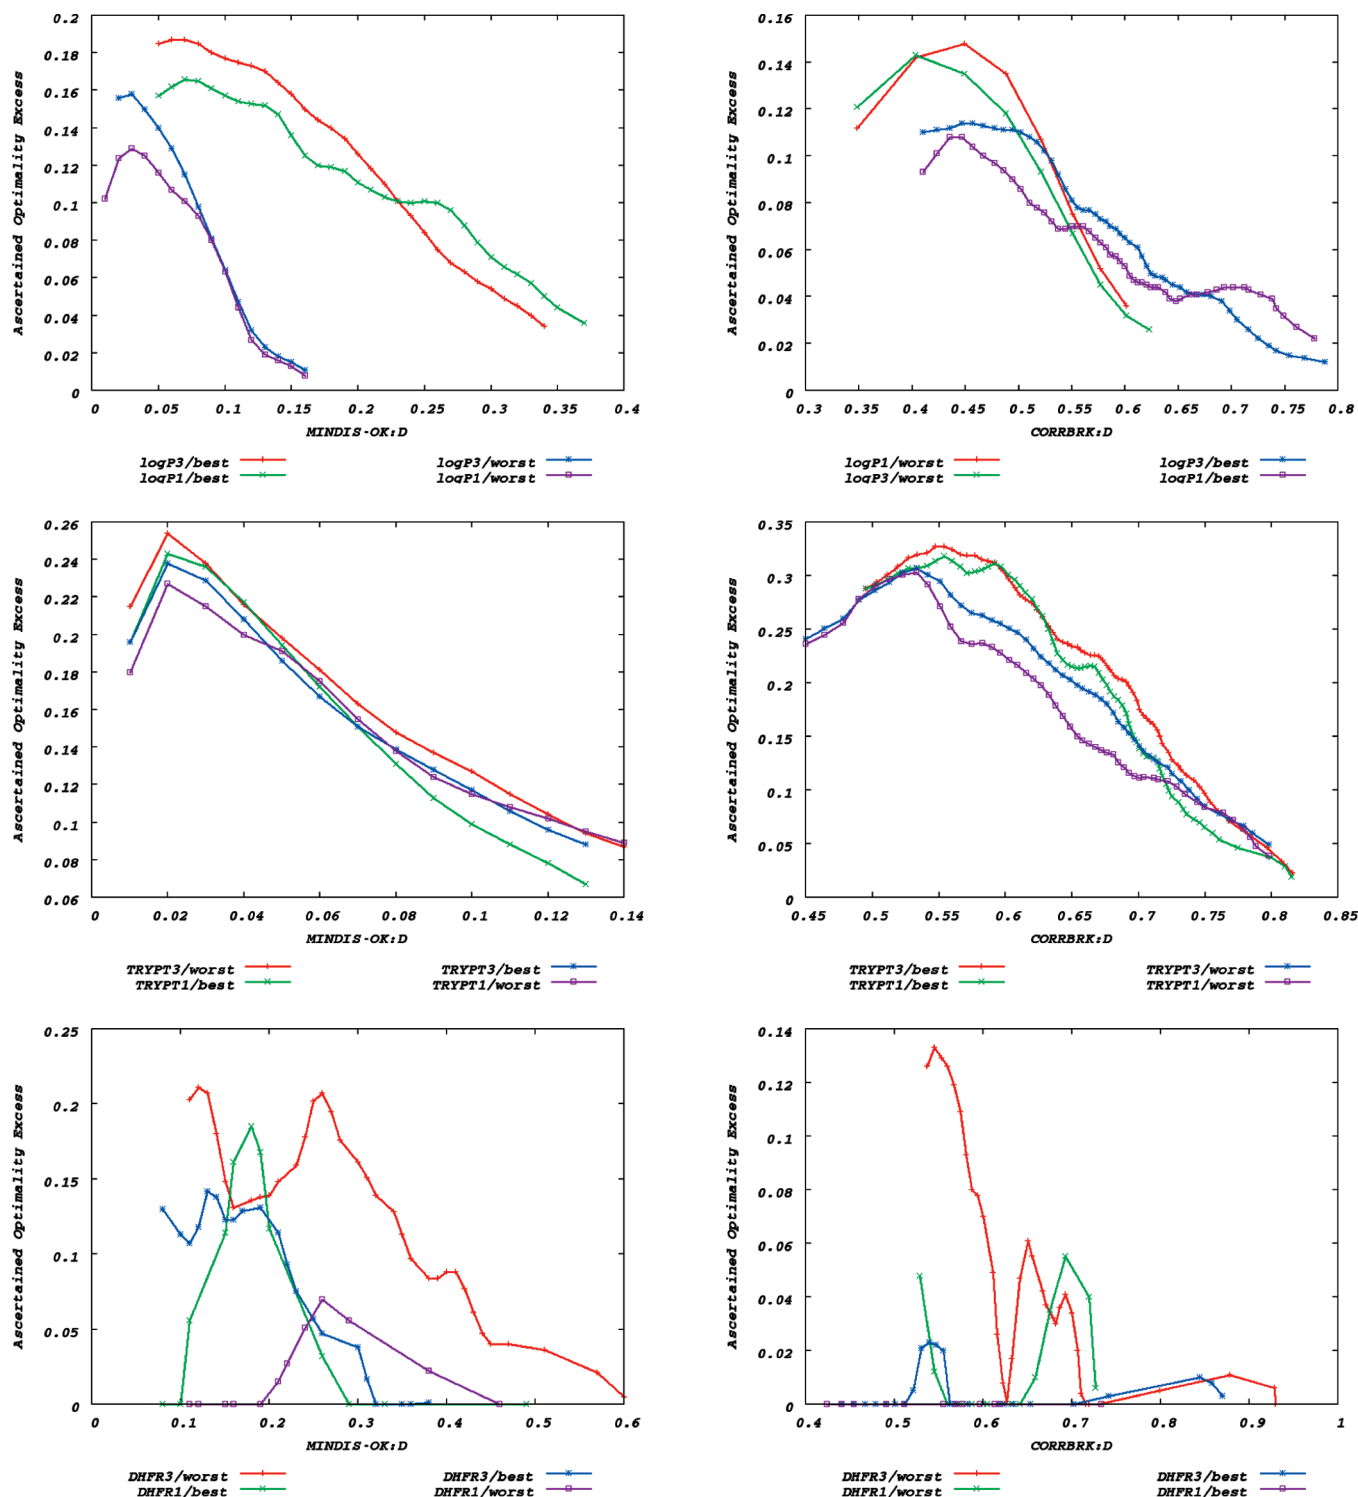 Ascertained Optimality Excess
0.2
0.18
0.16
0.14
0.12
0.1
0.08
0.06
0.04
0.02
0
0 0.05 0.1 0.15 0.2 0.25 0.3 0.35 0.4
MINDIS-OK:D
logP3/best logP3/worst
logP1/best logP1/worst
Ascertained Optimality Excess
0.16
0.14
0.12
0.1
0.08
0.06
0.04
0.02
0
0.3 0.35 0.4 0.45 0.5 0.55 0.6 0.65 0.7 0.75 0.8
CORRBRK:D
logP1/worst logP3/best
logP3/worst logP1/best
Ascertained Optimality Excess
0.26
0.24
0.22
0.2
0.18
0.16
0.14
0.12
0.1
0.08
0.06
0 0.02 0.04 0.06 0.08 0.1 0.12 0.14
MINDIS-OK:D
TRYPT3/worst TRYPT3/best
TRYPT1/best TRYPT1/worst
Ascertained Optimality Excess
0.35
0.3
0.25
0.2
0.15
0.1
0.05
0
0.45 0.5 0.55 0.6 0.65 0.7 0.75 0.8 0.85
CORRBRK:D
TRYPT3/best TRYPT3/worst
TRYPT1/best TRYPT1/worst
Ascertained Optimality Excess
0.25
0.2
0.15
0.1
0.05
0
0 0.1 0.2 0.3 0.4 0.5 0.6
MINDIS-OK:D
DHFR3/worst DHFR3/best
DHFR1/best DHFR1/worst
Ascertained Optimality Excess
0.14
0.12
0.1
0.08
0.06
0.04
0.02
0
0.4 0.5 0.6 0.7 0.8 0.9 1
CORRBRK:D
DHFR3/worst DHFR3/best
DHFR1/worst DHFR1/best